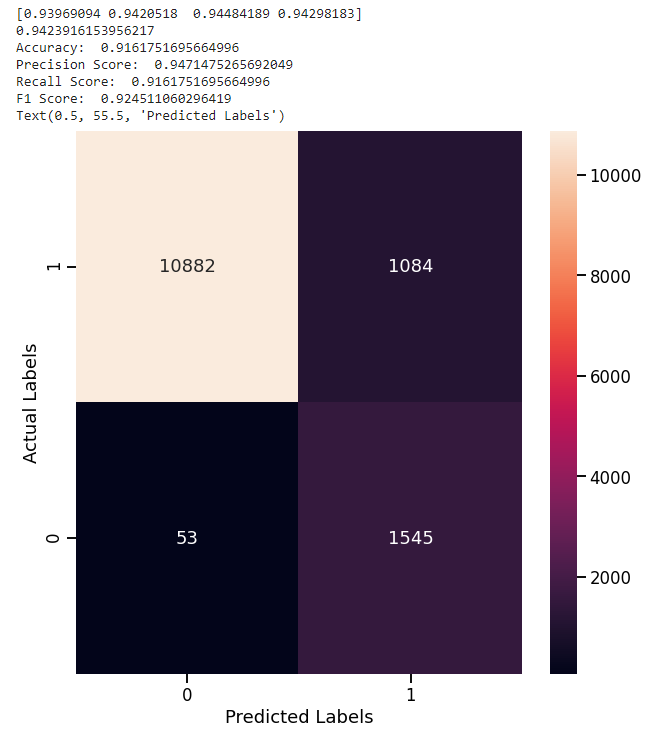 [0.93969094 0.9420518  0.94484189 0.94298183]
0.9423916153956217
Accuracy:  0.9161751695664996
Precision Score:  0.9471475265692049
Recall Score:  0.9161751695664996
F1 Score:  0.924511060296419
Text(0.5, 55.5, 'Predicted Labels')
10000
8000
6000
4000
2000
1
10882
1084
Actual Labels
0
53
1545
0
1
Predicted Labels